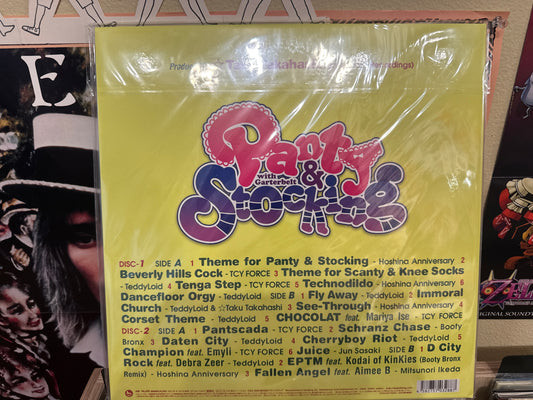 E
Produced
Panty
with Garterbelt
&
Stocking
DISC-1 SIDE A 1 Theme for Panty & Stocking - Hoshina Anniversary 2
Beverly Hills Cock - TCY FORCE 3 Theme for Scanty & Knee Socks
- TeddyLoid 4 Tenga Step - TCY FORCE 5 Technodildo - Hoshina Anniversary 6
Dancefloor Orgy - TeddyLoid SIDE B 1 Fly Away - TeddyLoid 2 Immoral
Church - TeddyLoid & ☆Taku Takahashi 3 See-Through - Hoshina Anniversary 4
Corset Theme - TeddyLoid 5 CHOCOLAT feat. Mariya Ise - TCY FORCE
DISC-2 SIDE A 1 Pantscada - TCY FORCE 2 Schranz Chase - Booty
Bronx 3 Daten City - TeddyLoid 4 Cherryboy Riot - TeddyLoid 5
Champion feat. Emyli - TCY FORCE 6 Juice - Jun Sasaki SIDE B 1 D City
Rock feat. Debra Zeer - TeddyLoid 2 EPTM feat. Kodai of KinKies (Booty Bronx
Remix) - Hoshina Anniversary 3 Fallen Angel feat. Aimee B - Mitsunori Ikeda